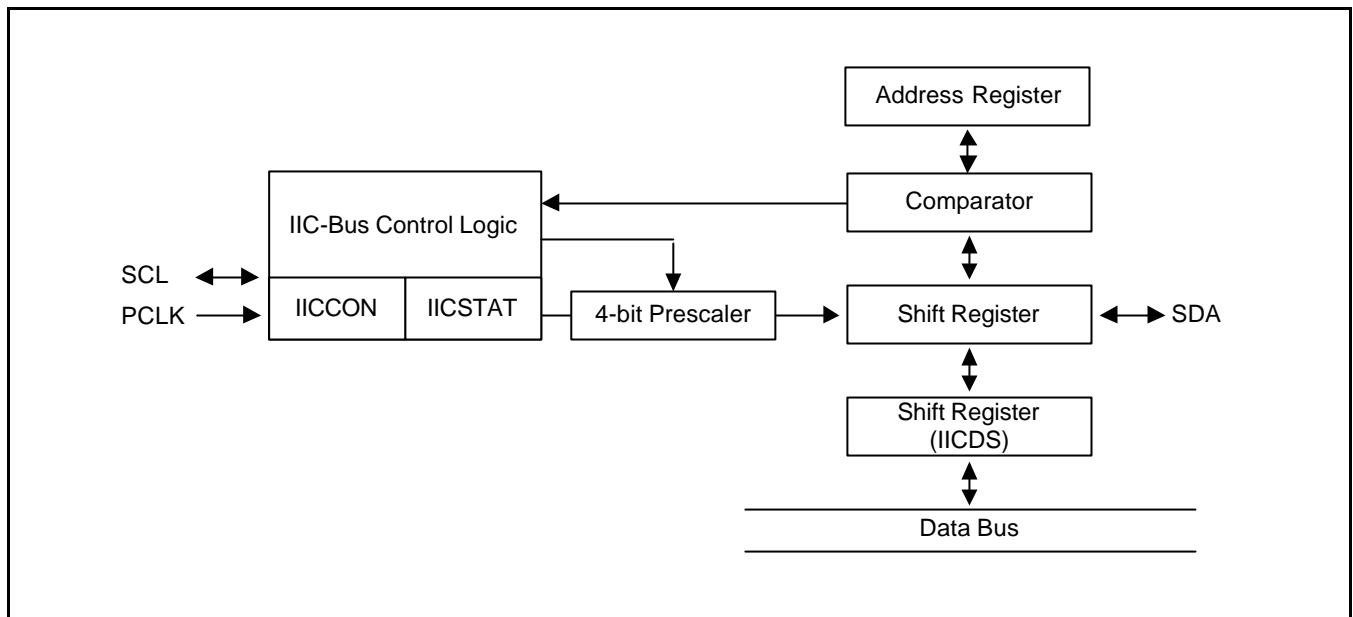 Address Register
Comparator
IIC-Bus Control Logic
SCL
PCLK
IICCON
IICSTAT
4-bit Prescaler
Shift Register
SDA
Shift Register
(IICDS)
Data Bus